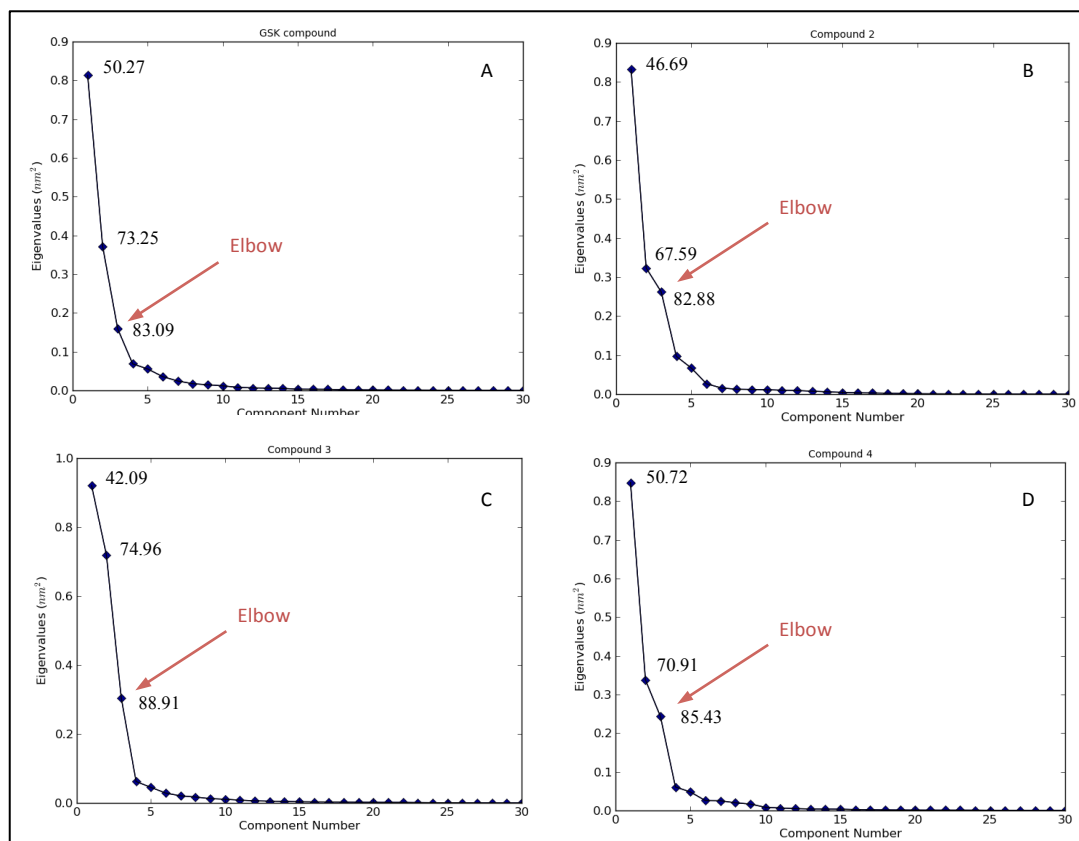 GSK compound
A
0.9
0.8
0.7
0.6
0.5
0.4
0.3
0.2
0.1
0.0
Eigenvalues (nm²)
50.27
73.25
Elbow
83.09
0 5 10 15 20 25 30
Component Number
Compound 2
B
0.9
0.8
0.7
0.6
0.5
0.4
0.3
0.2
0.1
0.0
Eigenvalues (nm²)
46.69
Elbow
67.59
82.88
0 5 10 15 20 25 30
Component Number
Compound 3
C
1.0
0.8
0.6
0.4
0.2
0.0
Eigenvalues (nm²)
42.09
74.96
Elbow
88.91
0 5 10 15 20 25 30
Component Number
Compound 4
D
0.9
0.8
0.7
0.6
0.5
0.4
0.3
0.2
0.1
0.0
Eigenvalues (nm²)
50.72
Elbow
70.91
85.43
0 5 10 15 20 25 30
Component Number